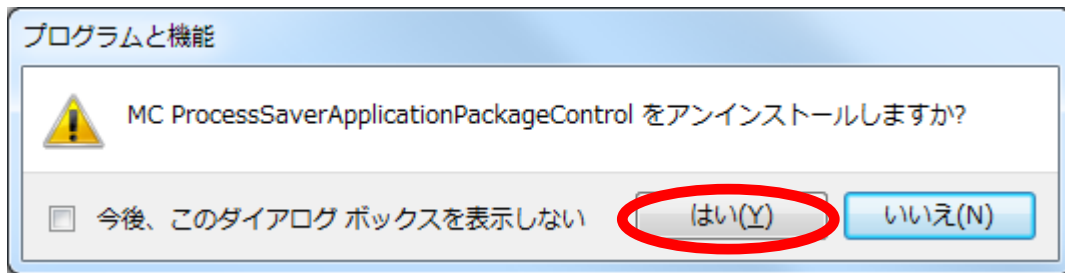 プログラムと機能
MC ProcessSaverApplicationPackageControl をアンインストールしますか?
今後、このダイアログ ボックスを表示しない はい(Y) いいえ(N)